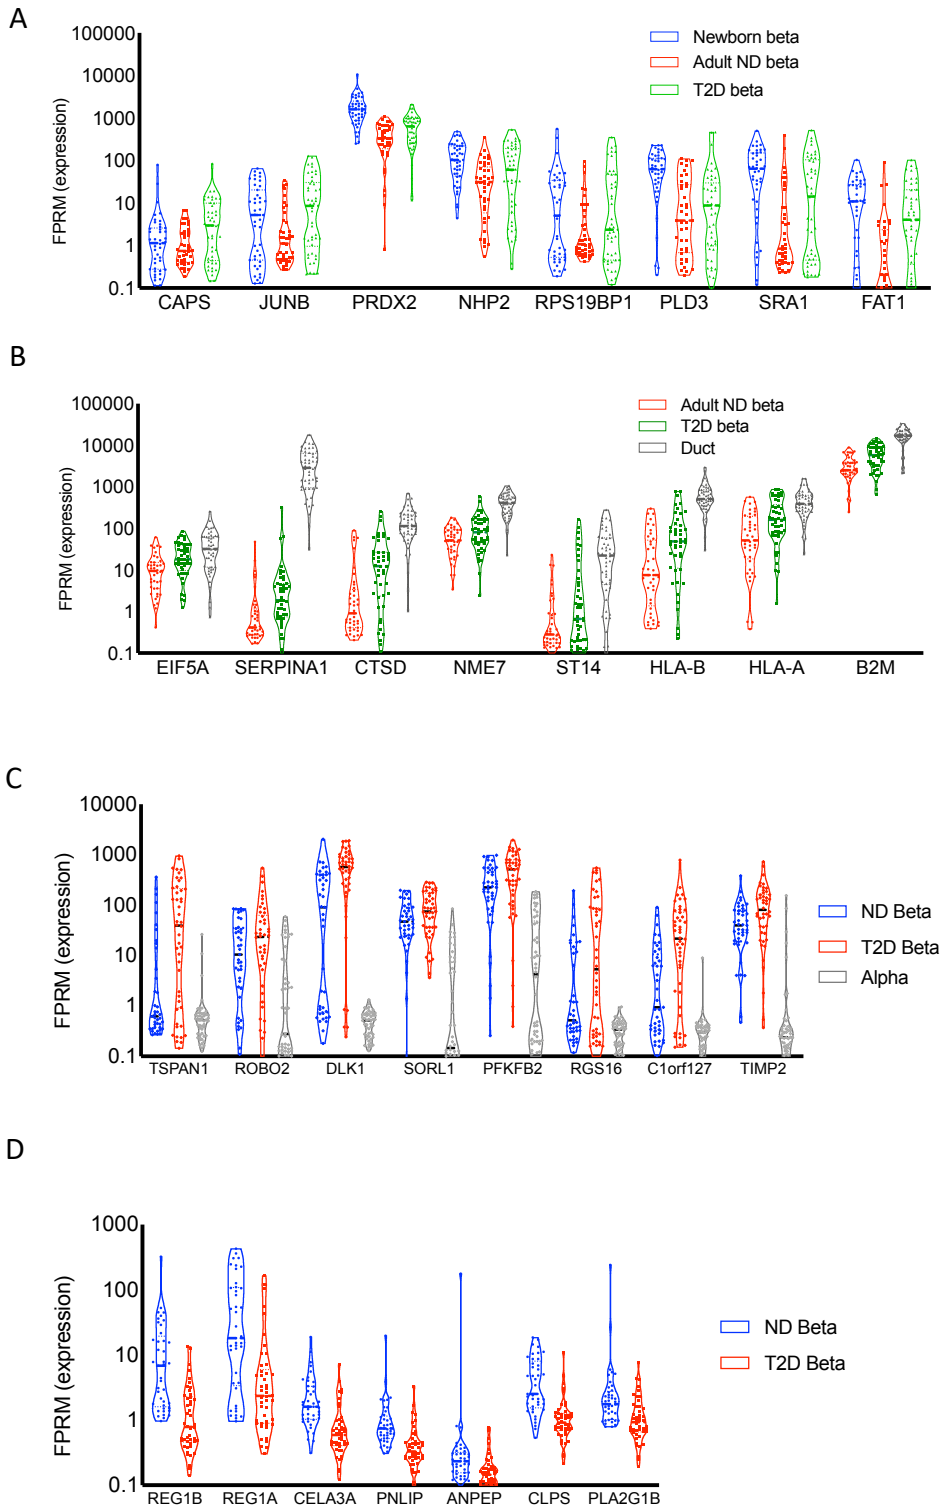 A
100000
10000
1000
100
10
1
0.1
FPRM (expression)
Newborn beta
Adult ND beta
T2D beta
CAPS JUNB PRDX2 NHP2 RPS19BP1 PLD3 SRA1 FAT1
B
100000
10000
1000
100
10
1
0.1
FPRM (expression)
Adult ND beta
T2D beta
Duct
EIF5A SERPINA1 CTSD NME7 ST14 HLA-B HLA-A B2M
C
10000
1000
100
10
1
0.1
FPRM (expression)
ND Beta
T2D Beta
Alpha
TSPAN1 ROBO2 DLK1 SORL1 PFKFB2 RGS16 C1orf127 TIMP2
D
1000
100
10
1
0.1
FPRM (expression)
ND Beta
T2D Beta
REG1B REG1A CELA3A PNLIP ANPEP CLPS PLA2G1B